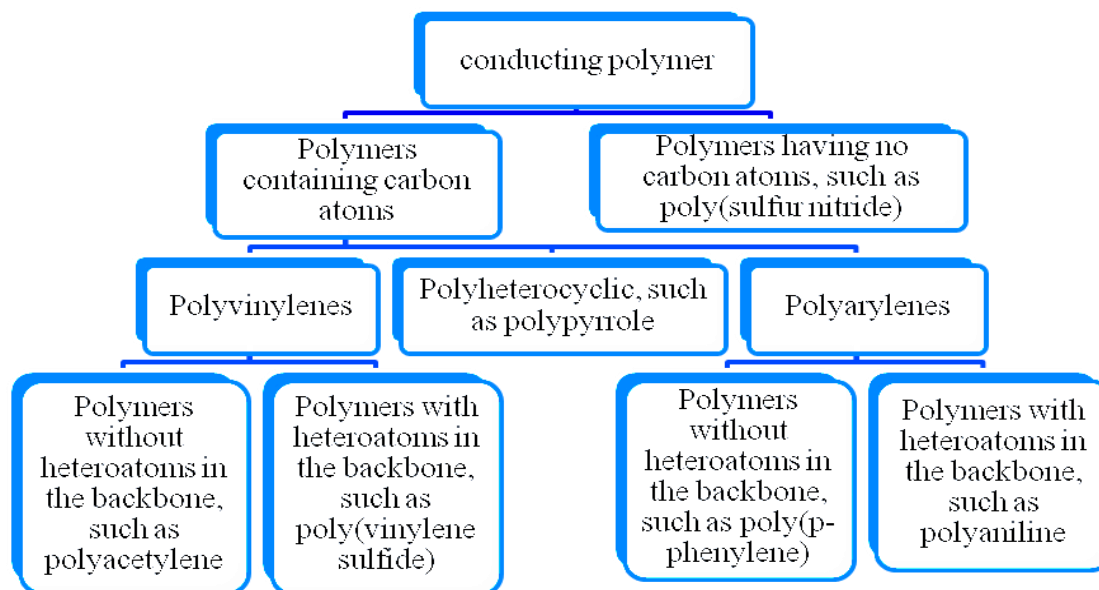 conducting polymer
Polymers
containing carbon
atoms
Polymers having no
carbon atoms, such as
poly(sulfur nitride)
Polyvinylenes
Polyheterocyclic, such
as polypyrrole
Polyarylenes
Polymers
without
heteroatoms in
the backbone,
such as
polyacetylene
Polymers with
heteroatoms in
the backbone,
such as
poly(vinylene
sulfide)
Polymers
without
heteroatoms in
the backbone,
such as poly(p-
phenylene)
Polymers with
heteroatoms in
the backbone,
such as
polyaniline